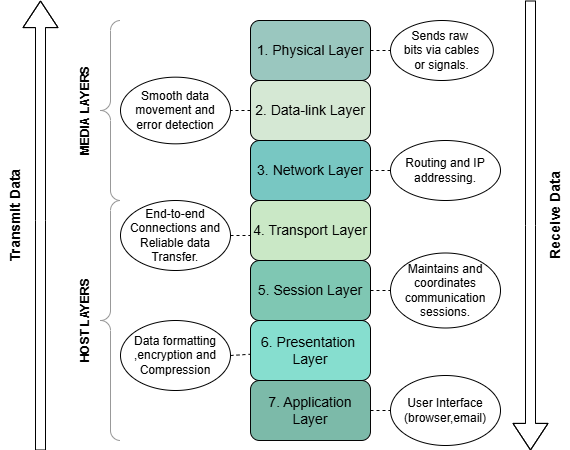 Transmit Data
MEDIA LAYERS
HOST LAYERS
1. Physical Layer
Sends raw
bits via cables
or signals.
Smooth data
movement and
error detection
2. Data-link Layer
3. Network Layer
Routing and IP
addressing.
End-to-end
Connections and
Reliable data
Transfer.
4. Transport Layer
5. Session Layer
Maintains and
coordinates
communication
sessions.
Data formatting
,encryption and
Compression
6. Presentation
Layer
7. Application
Layer
User Interface
(browser,email)
Receive Data